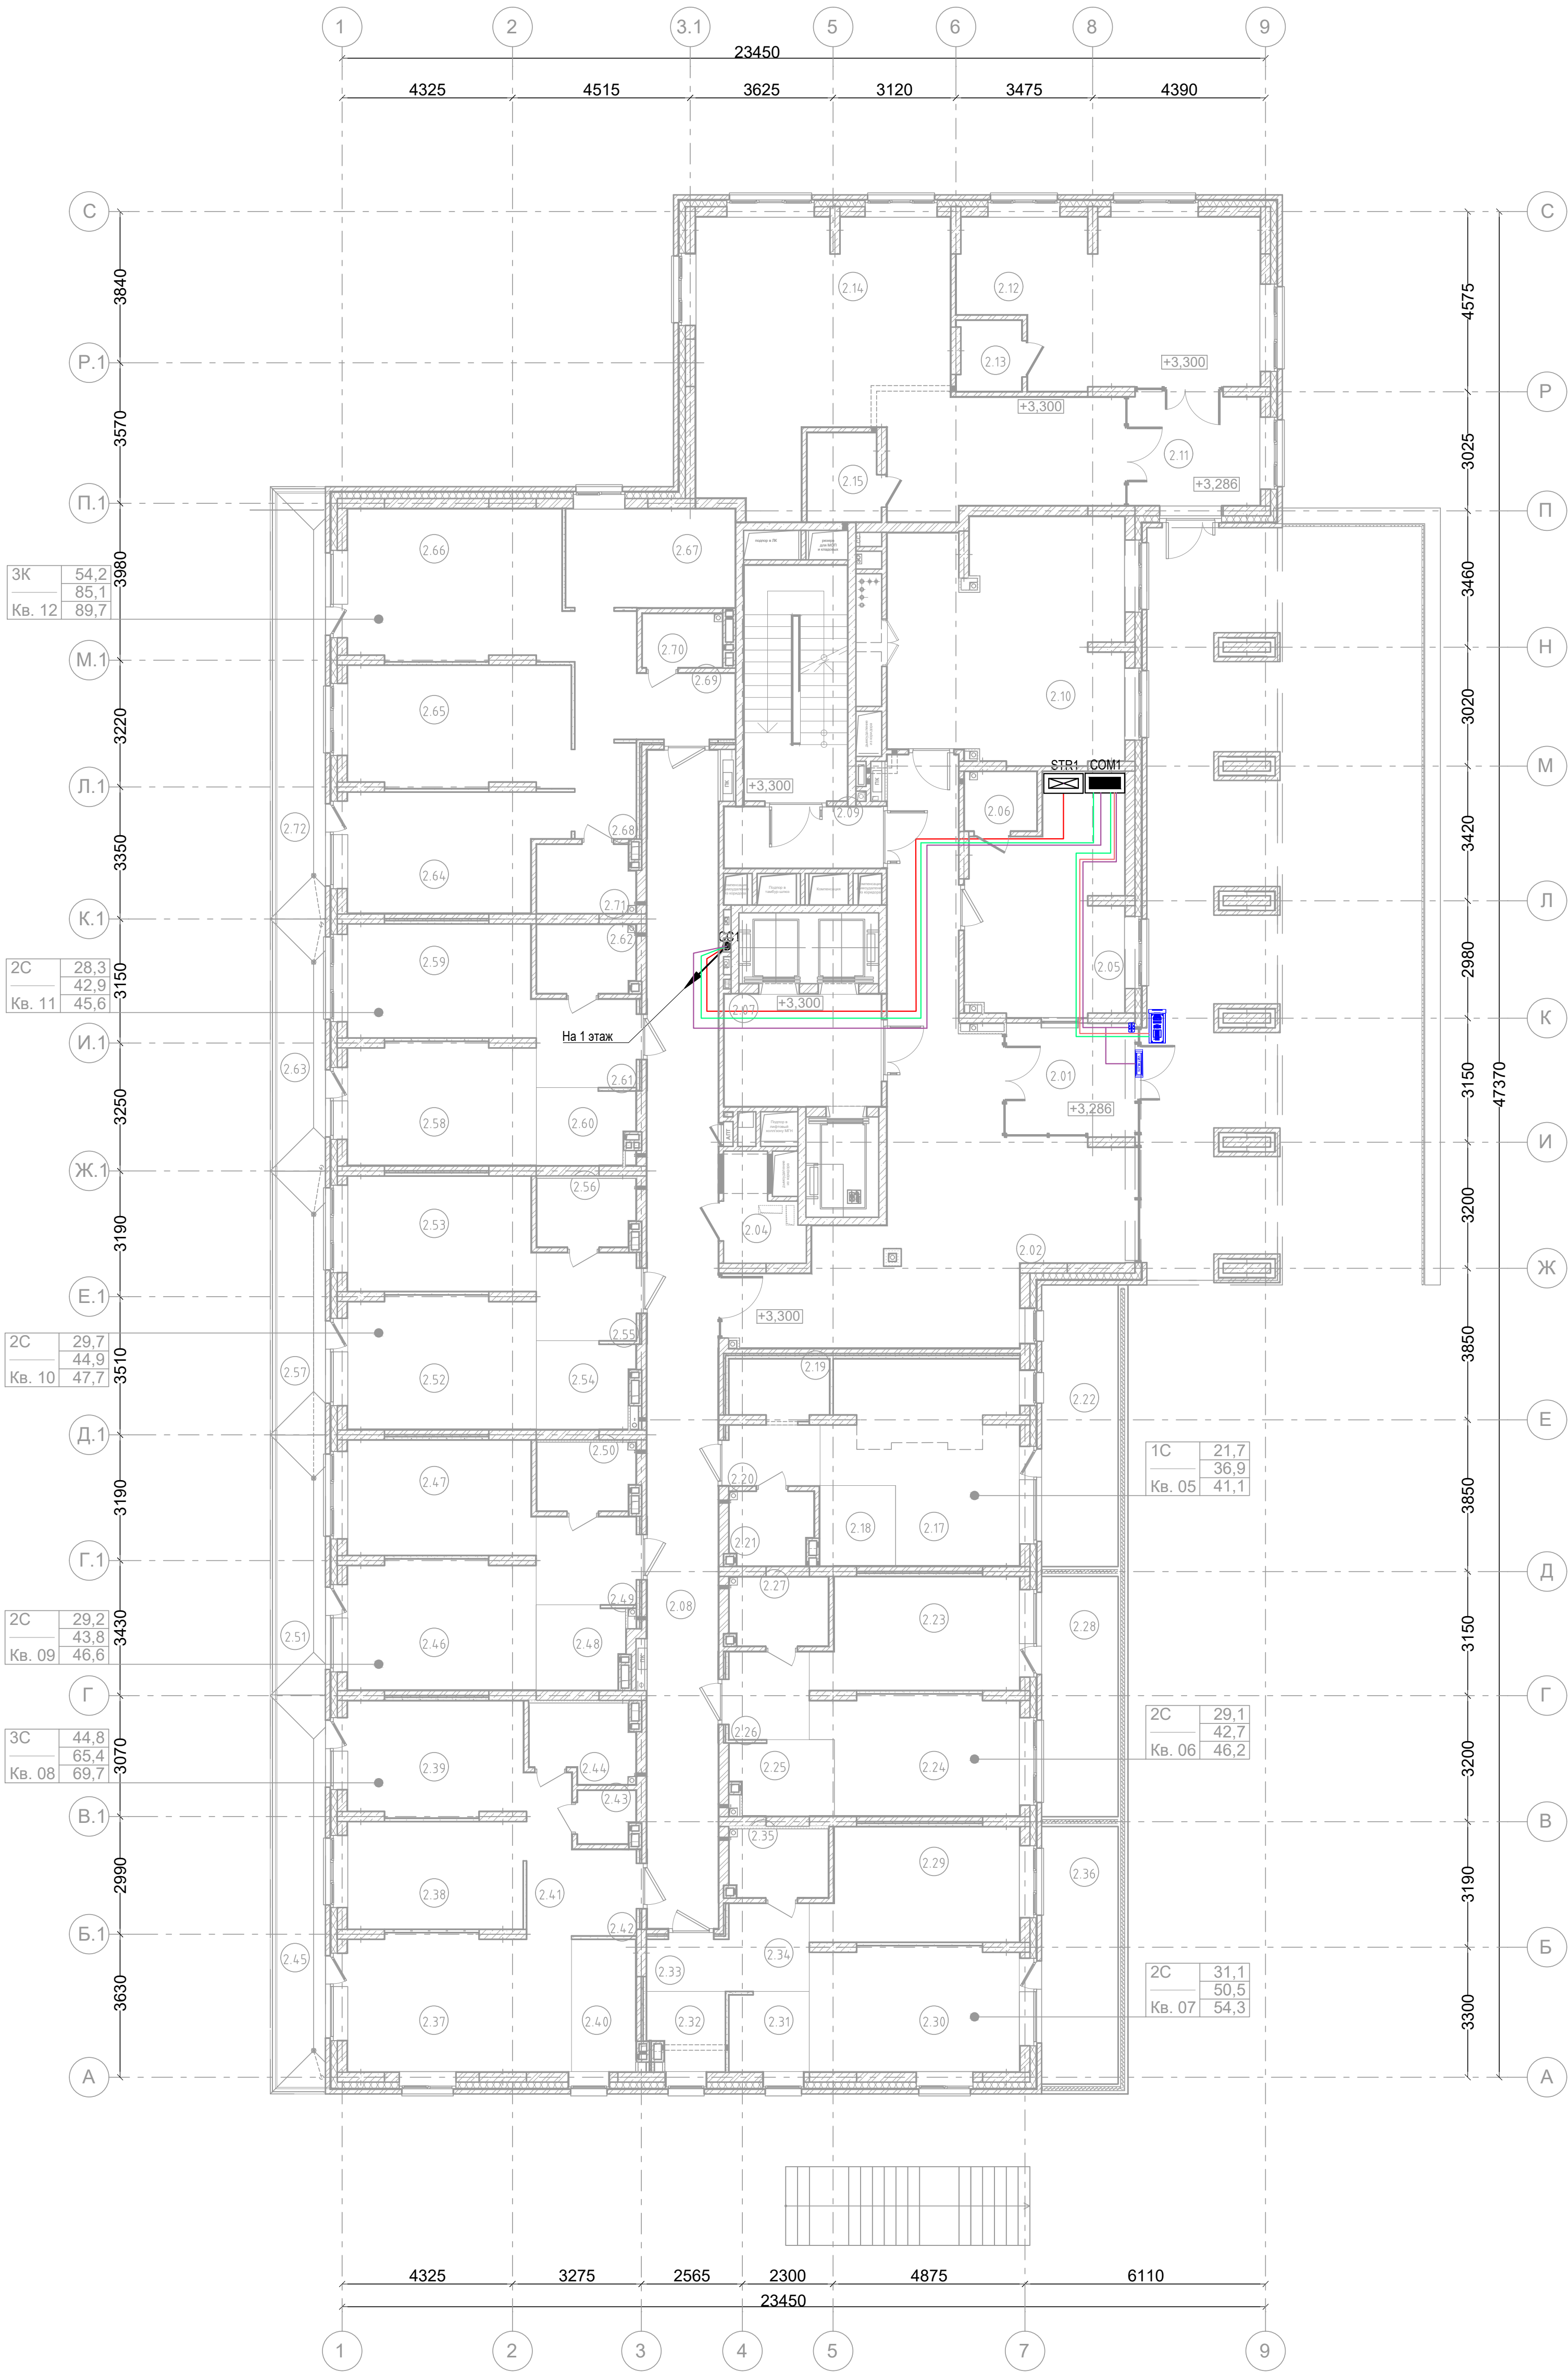 1 2 3.1 5 6 8 9
23450
4325 4515 3625 3120 3475 4390
С С
3840
4575
2.14 2.12
2.13
+3,300
Р.1
Р
+3,300
3570
3025
2.11
2.15
+3,286
П.1
П
2.66 2.67
3К 54,2
85,1
Кв. 12 89,7
3980
3460
Н
2.70
М.1
2.69
2.10
2.65
3220
3020
STR1 COM1
М
Л.1
+3,300
ПК
ПК
2.06
2.09
2.72
2.68
3350
3420
2.64
2.71
Л
К.1
CC1
2.62
2.59
2.05
2С 28,3
42,9
Кв. 11 45,6
3150
2980
+3,300
2.07
К
И.1
На 1 этаж
2.63
2.61
2.01
3150
47370
3250
+3,286
2.58 2.60
АПТ
И
Ж.1
2.56
2.53
2.04
3190
3200
2.02
Ж
Е.1
+3,300
2.55
2С 29,7
44,9
Кв. 10 47,7
3510
3850
2.57
2.52 2.54
2.19
2.22
Е
Д.1
2.50
2.47
2.20
1С 21,7
36,9
Кв. 05 41,1
3190
3850
2.18 2.17
2.21
Г.1
Д
2.27
2.49
2.08
2.23
2.28
2.51
2С 29,2
43,8
Кв. 09 46,6
3430
3150
2.46 2.48
ПК
Г
Г
2.26
2С 29,1
42,7
Кв. 06 46,2
3С 44,8
65,4
Кв. 08 69,7
3070
3200
2.39 2.44
2.25 2.24
2.43
В.1
В
2.35
2.29
2.36
2.38 2.41
2.42
2990
3190
Б.1
Б
2.45
2.34
2.33
2С 31,1
50,5
Кв. 07 54,3
3630
3300
2.37 2.40 2.32 2.31 2.30
А А
4325 3275 2565 2300 4875 6110
23450
1 2 3 4 5 7 9